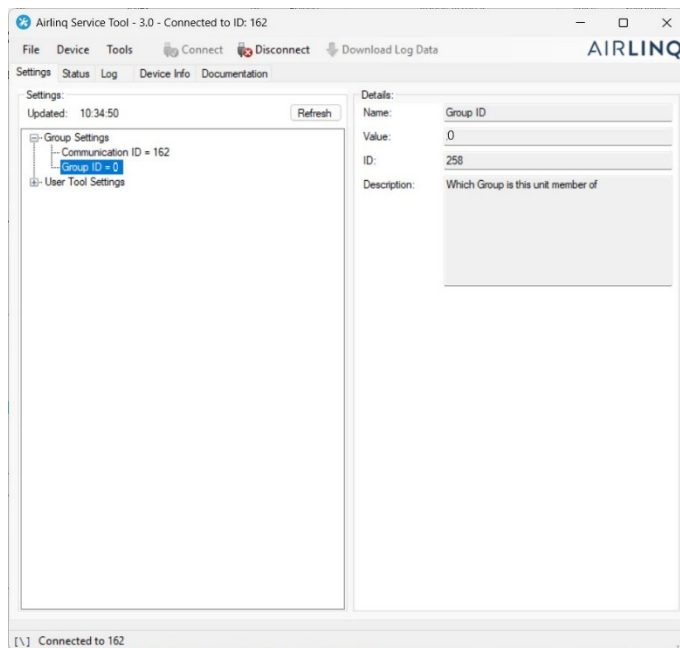 Airlinq Service Tool - 3.0 - Connected to ID: 162
File Device Tools Connect Disconnect Download Log Data AIRLINQ
Settings Status Log Device Info Documentation
Settings:
Updated: 10:34:50 Refresh
Group Settings
Communication ID = 162
Group ID = 0
User Tool Settings
Details:
Name: Group ID
Value: 0
ID: 258
Description: Which Group is this unit member of
[\] Connected to 162